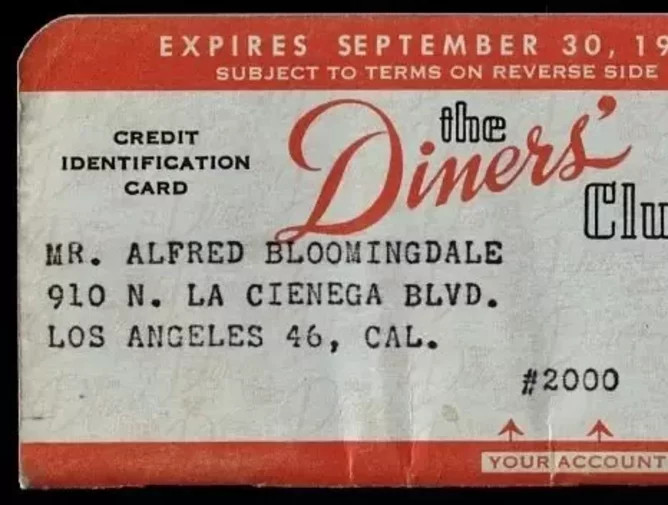 EXPIRES SEPTEMBER 30, 19
SUBJECT TO TERMS ON REVERSE SIDE
CREDIT
IDENTIFICATION
CARD
the
Diners'
Clu
MR. ALFRED BLOOMINGDALE
910 N. LA CIENEGA BLVD.
LOS ANGELES 46, CAL.
#2000
YOUR ACCOUNT